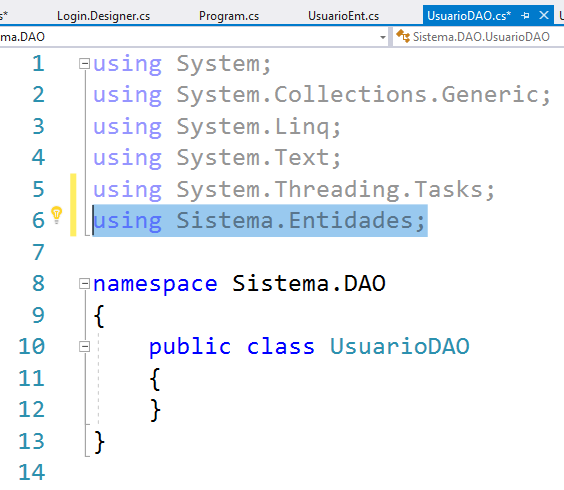 s*
Login.Designer.cs
Program.cs
UsuarioEnt.cs
UsuarioDAO.cs*
ma.DAO
Sistema.DAO.UsuarioDAO
1 using System;
2 using System.Collections.Generic;
3 using System.Linq;
4 using System.Text;
5 using System.Threading.Tasks;
6 using Sistema.Entidades;
7
8 namespace Sistema.DAO
9 {
10 public class UsuarioDAO
11 {
12 }
13 }
14